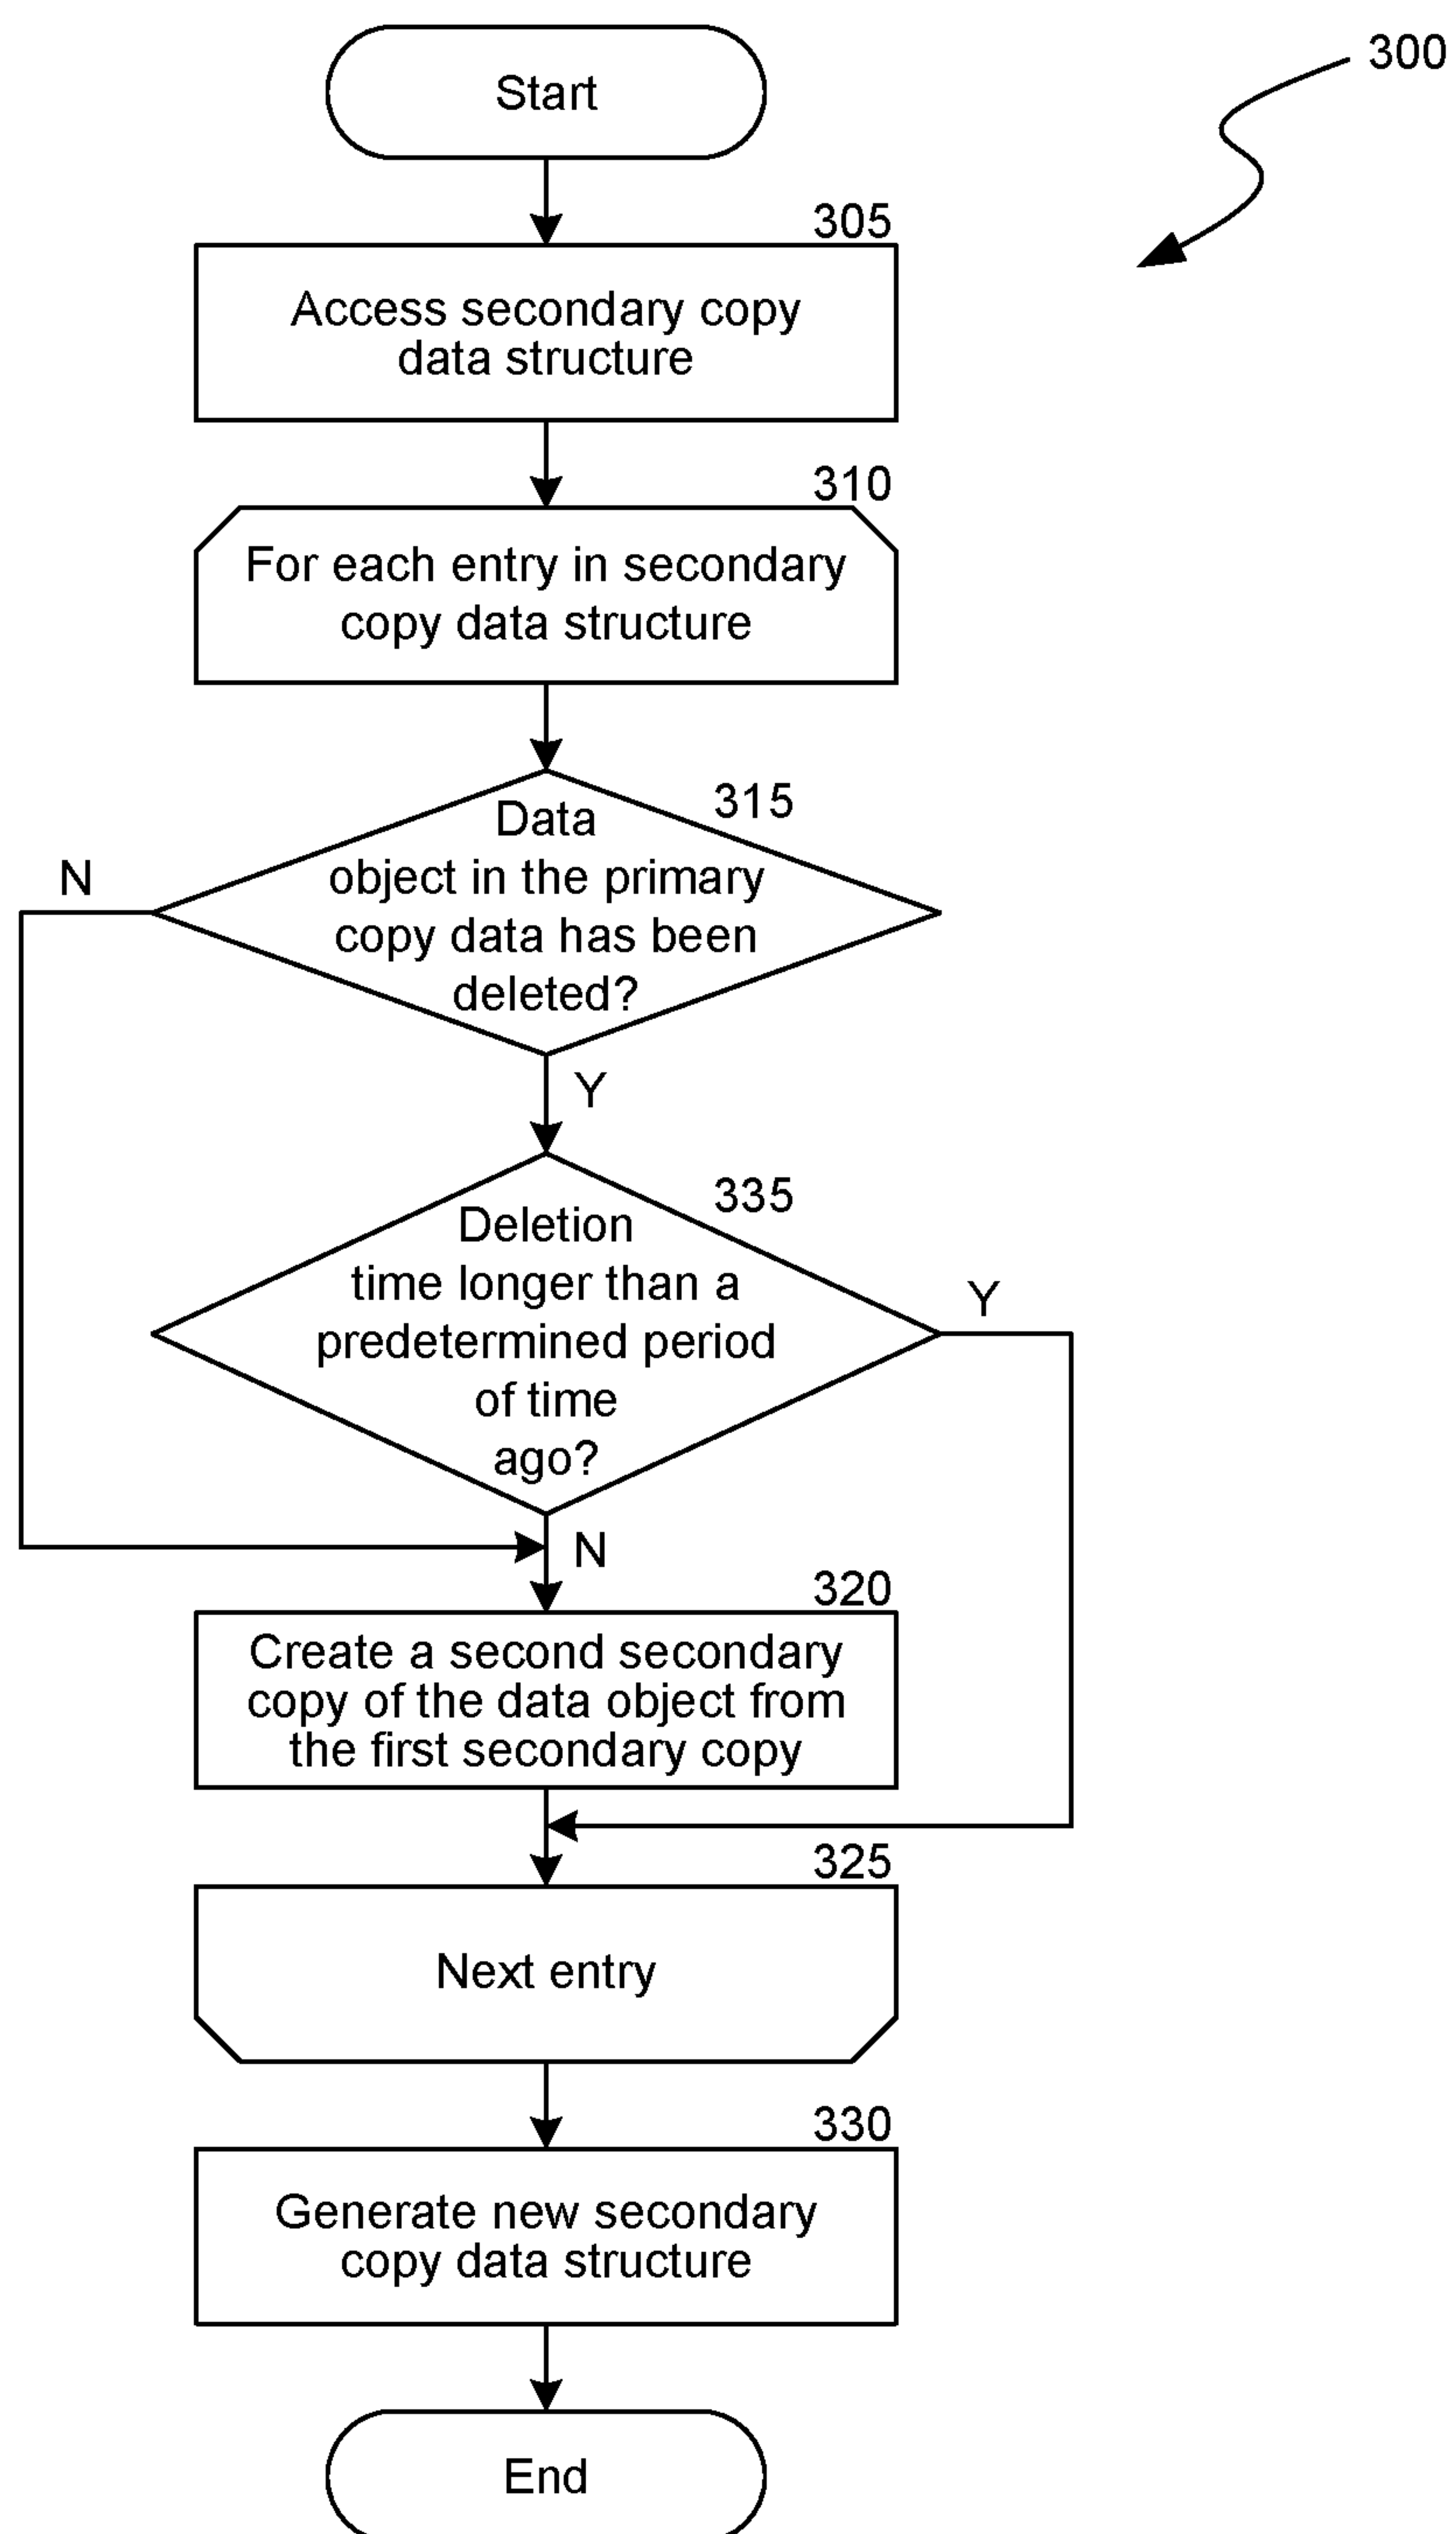 Start
300
305
Access secondary copy
data structure
310
For each entry in secondary
copy data structure
315
Data
object in the primary
copy data has been
deleted?
N
Y
335
Deletion
time longer than a
predetermined period
of time
ago?
Y
N
320
Create a second secondary
copy of the data object from
the first secondary copy
325
Next entry
330
Generate new secondary
copy data structure
End